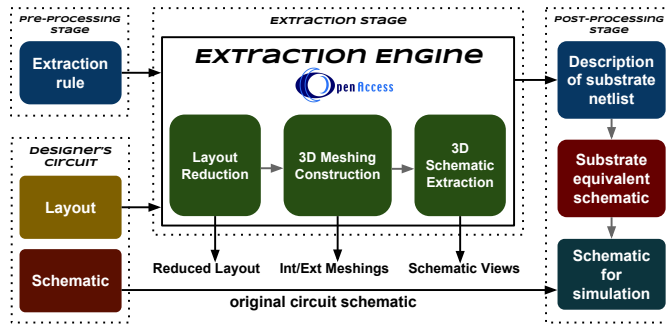 PRE-PROCESSING
STAGE
Extraction
rule
DESIGNER'S
CIRCUIT
Layout
Schematic
EXTRACTION STAGE
EXTRACTION ENGINE
OpenAccess
Layout
Reduction
3D Meshing
Construction
3D
Schematic
Extraction
Reduced Layout
Int/Ext Meshings
Schematic Views
original circuit schematic
POST-PROCESSING
STAGE
Description
of substrate
netlist
Substrate
equivalent
schematic
Schematic
for
simulation